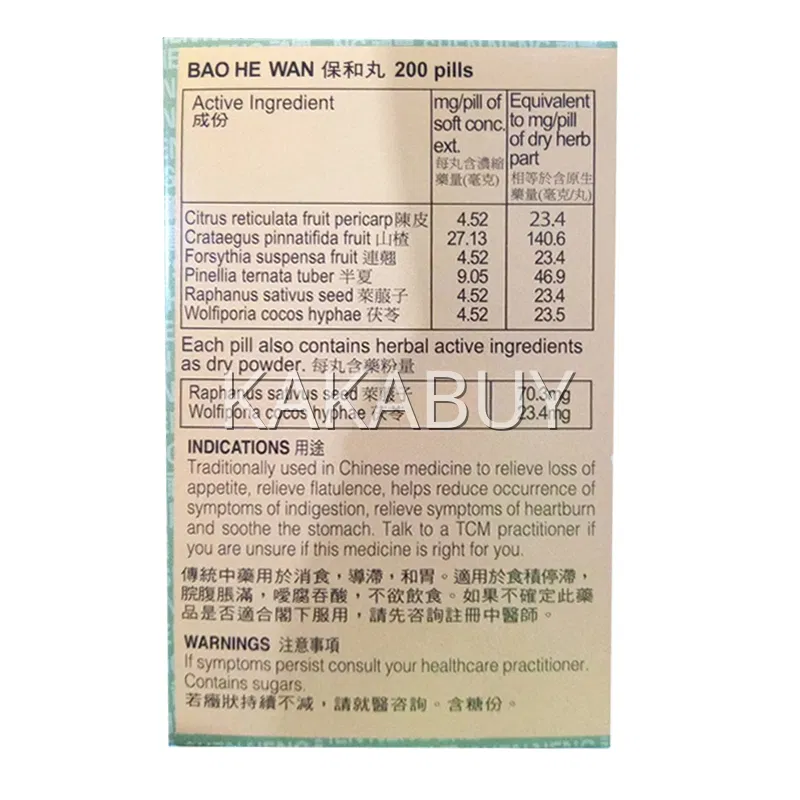 BAO HE WAN 保和丸 200 pills
Active Ingredient
成份
mg/pill of
soft conc.
ext.
每丸含濃縮
藥量(毫克)
Equivalent
to mg/pill
of dry herb
part
相等於含原生
藥量(毫克/丸)
Citrus reticulata fruit pericarp陳皮 4.52 23.4
Crataegus pinnatifida fruit 山楂 27.13 140.6
Forsythia suspensa fruit 連翹 4.52 23.4
Pinellia ternata tuber 半夏 9.05 46.9
Raphanus sativus seed 萊菔子 4.52 23.4
Wolfiporia cocos hyphae 茯苓 4.52 23.5
Each pill also contains herbal active ingredients
as dry powder. 每丸含藥粉量
KAKABUY
Raphanus sativus seed 萊菔子 70.3mg
Wolfiporia cocos hyphae 茯苓 23.4mg
INDICATIONS 用途
Traditionally used in Chinese medicine to relieve loss of
appetite, relieve flatulence, helps reduce occurrence of
symptoms of indigestion, relieve symptoms of heartburn
and soothe the stomach. Talk to a TCM practitioner if
you are unsure if this medicine is right for you.
傳統中藥用於消食，導滯，和胃。適用於食積停滯，
脘腹脹滿，噯腐吞酸，不欲飲食。如果不確定此藥
品是否適合閣下服用，請先咨詢註冊中醫師。
WARNINGS 注意事項
If symptoms persist consult your healthcare practitioner.
Contains sugars.
若癥狀持續不減，請就醫咨詢。含糖份。